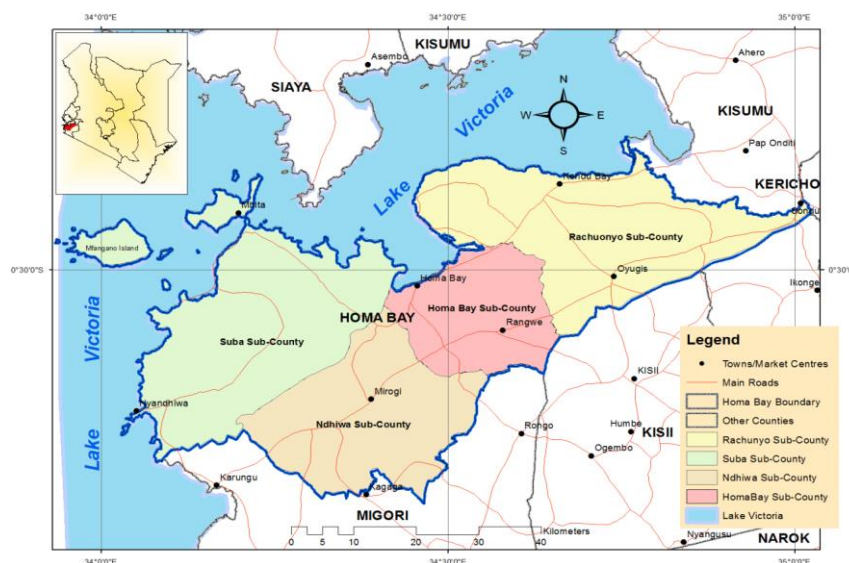 34°0'0"E
34°30'0"E
35°0'0"E
KISUMU
Asembo
Ahero
SIAYA
Victoria
N
W
E
S
KISUMU
Pap Onditi
KERICHO
Kendu Bay
Lake
Mbita
Rachuonyo Sub-County
Mfangano Island
0°30'0"S
0°30'0"S
Homa Bay
Oyugis
Ikonge
Homa Bay Sub-County
HOMA BAY
Rangwe
Suba Sub-County
Lake Victoria
Mirogi
Nyandhiwa
Ndhiwa Sub-County
KISII
Rongo
Humbe
KISII
Ogembo
Karungu
Kagaga
MIGORI
Nyangusu
NAROK
Legend
Towns/Market Centres
Main Roads
Homa Bay Boundary
Other Counties
Rachunyo Sub-County
Suba Sub-County
Ndhiwa Sub-County
HomaBay Sub-County
Lake Victoria
Kilometers
0 5 10 20 30 40
34°0'0"E
34°30'0"E
35°0'0"E